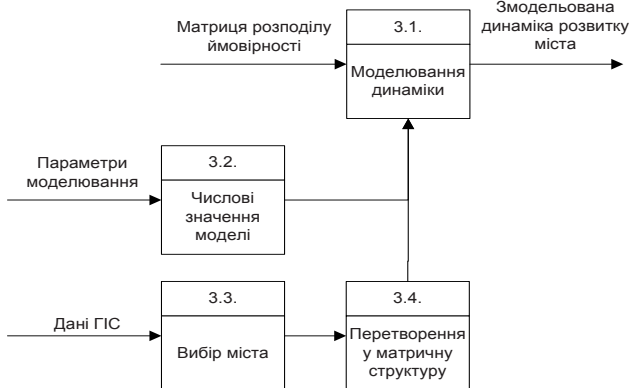 Матриця розподілу
ймовірності
3.1.
Моделювання
динаміки
Змодельована
динаміка розвитку
міста
Параметри
моделювання
3.2.
Числові
значення
моделі
Дані ГІС
3.3.
Вибір міста
3.4.
Перетворення
у матричну
структуру